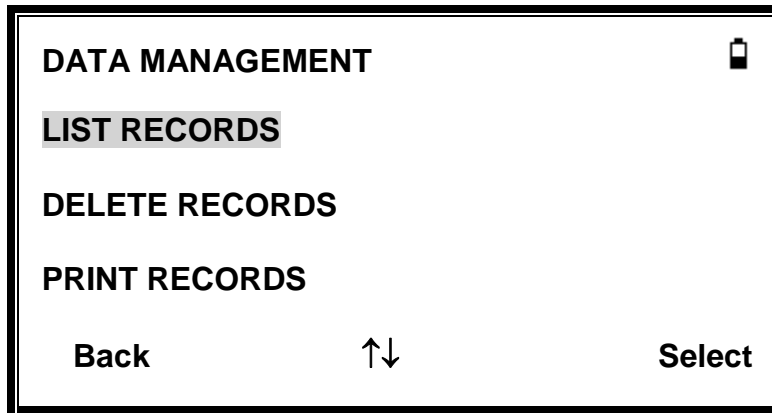 DATA MANAGEMENT
LIST RECORDS
DELETE RECORDS
PRINT RECORDS
Back ↑↓ Select